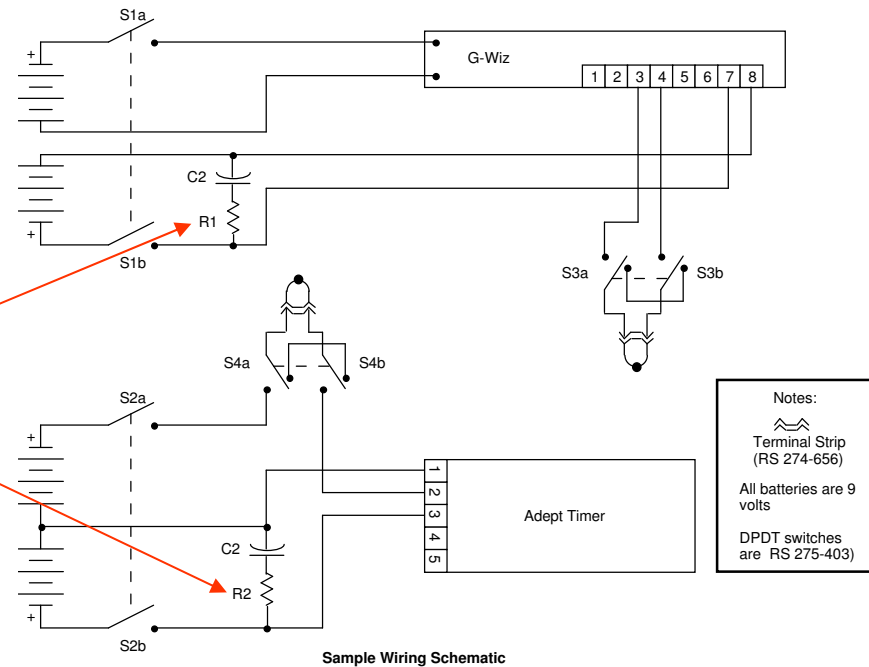 S1a
+
G-Wiz
1 2 3 4 5 6 7 8
C2
R1
+
S1b
S3a
S3b
S4a
S4b
S2a
+
Notes:
Terminal Strip
(RS 274-656)
All batteries are 9
volts
DPDT switches
are RS 275-403)
1
2
3
4
5
Adept Timer
C2
R2
+
S2b
Sample Wiring Schematic